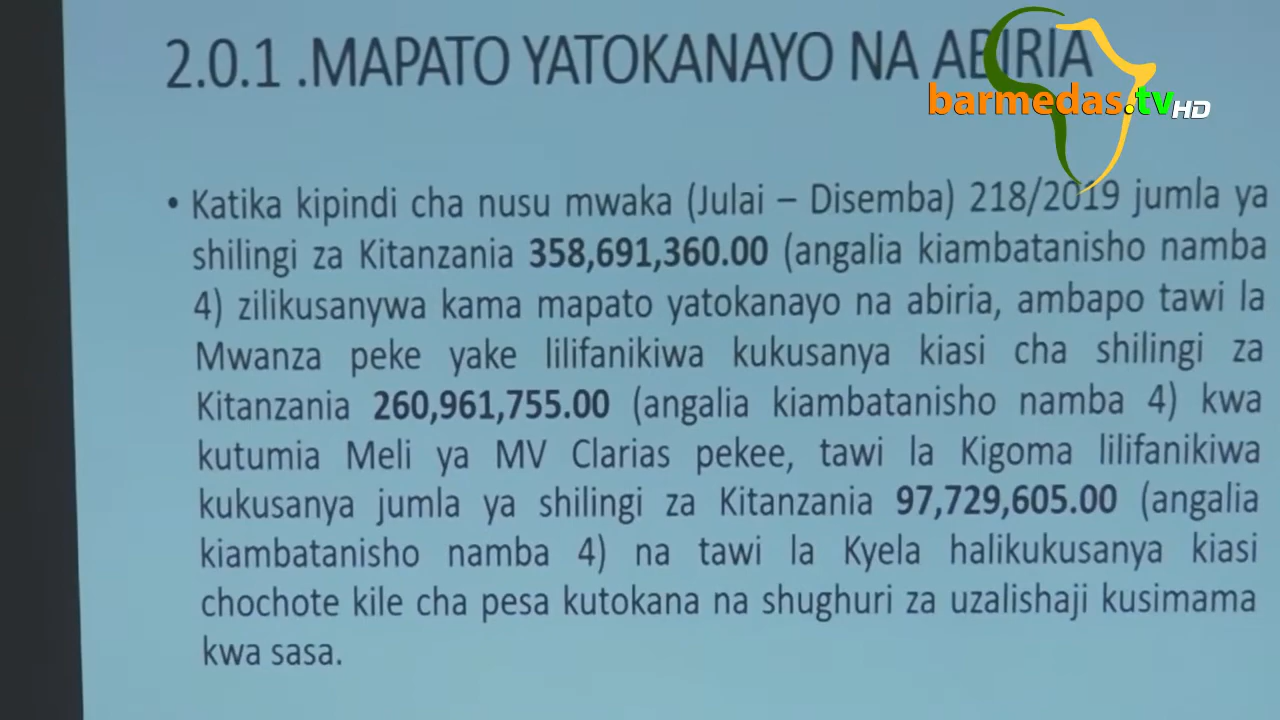 2.0.1 .MAPATO YATOKANAYO NA ABIRIA
barmedas.tv HD
• Katika kipindi cha nusu mwaka (Julai – Disemba) 218/2019 jumla ya
shilingi za Kitanzania 358,691,360.00 (angalia kiambatanisho namba
4) zilikusanywa kama mapato yatokanayo na abiria, ambapo tawi la
Mwanza peke yake lilifanikiwa kukusanya kiasi cha shilingi za
Kitanzania 260,961,755.00 (angalia kiambatanisho namba 4) kwa
kutumia Meli ya MV Clarias pekee, tawi la Kigoma lilifanikiwa
kukusanya jumla ya shilingi za Kitanzania 97,729,605.00 (angalia
kiambatanisho namba 4) na tawi la Kyela halikukusanya kiasi
chochote kile cha pesa kutokana na shughuri za uzalishaji kusimama
kwa sasa.